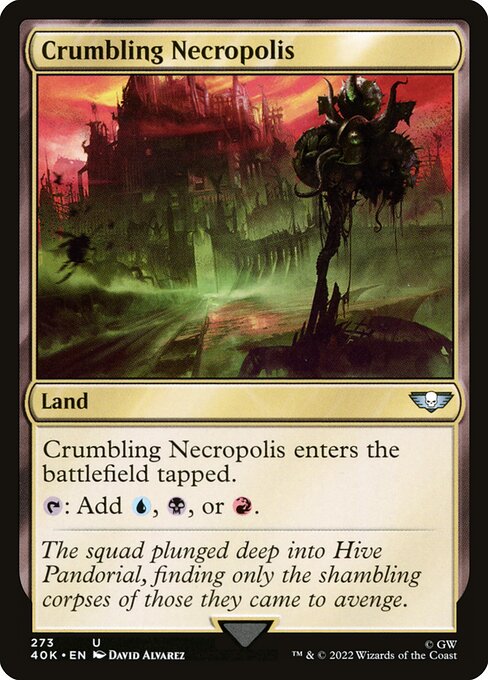 Crumbling Necropolis
Land
Crumbling Necropolis enters the
battlefield tapped.
: Add , , or .
The squad plunged deep into Hive
Pandorial, finding only the shambling
corpses of those they came to avenge.
273 U
40K • EN DAVID ALVAREZ
© GW
™ & © 2022 Wizards of the Coast